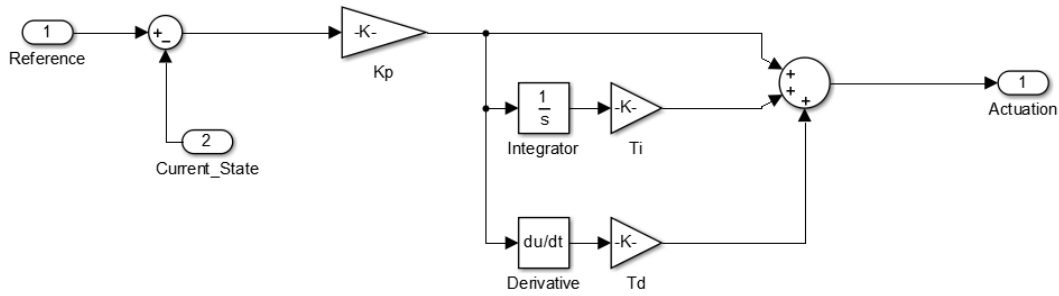 1
Reference
+
−
-K-
Kp
2
Current_State
1
s
Integrator
-K-
Ti
du/dt
Derivative
-K-
Td
+
+
+
1
Actuation